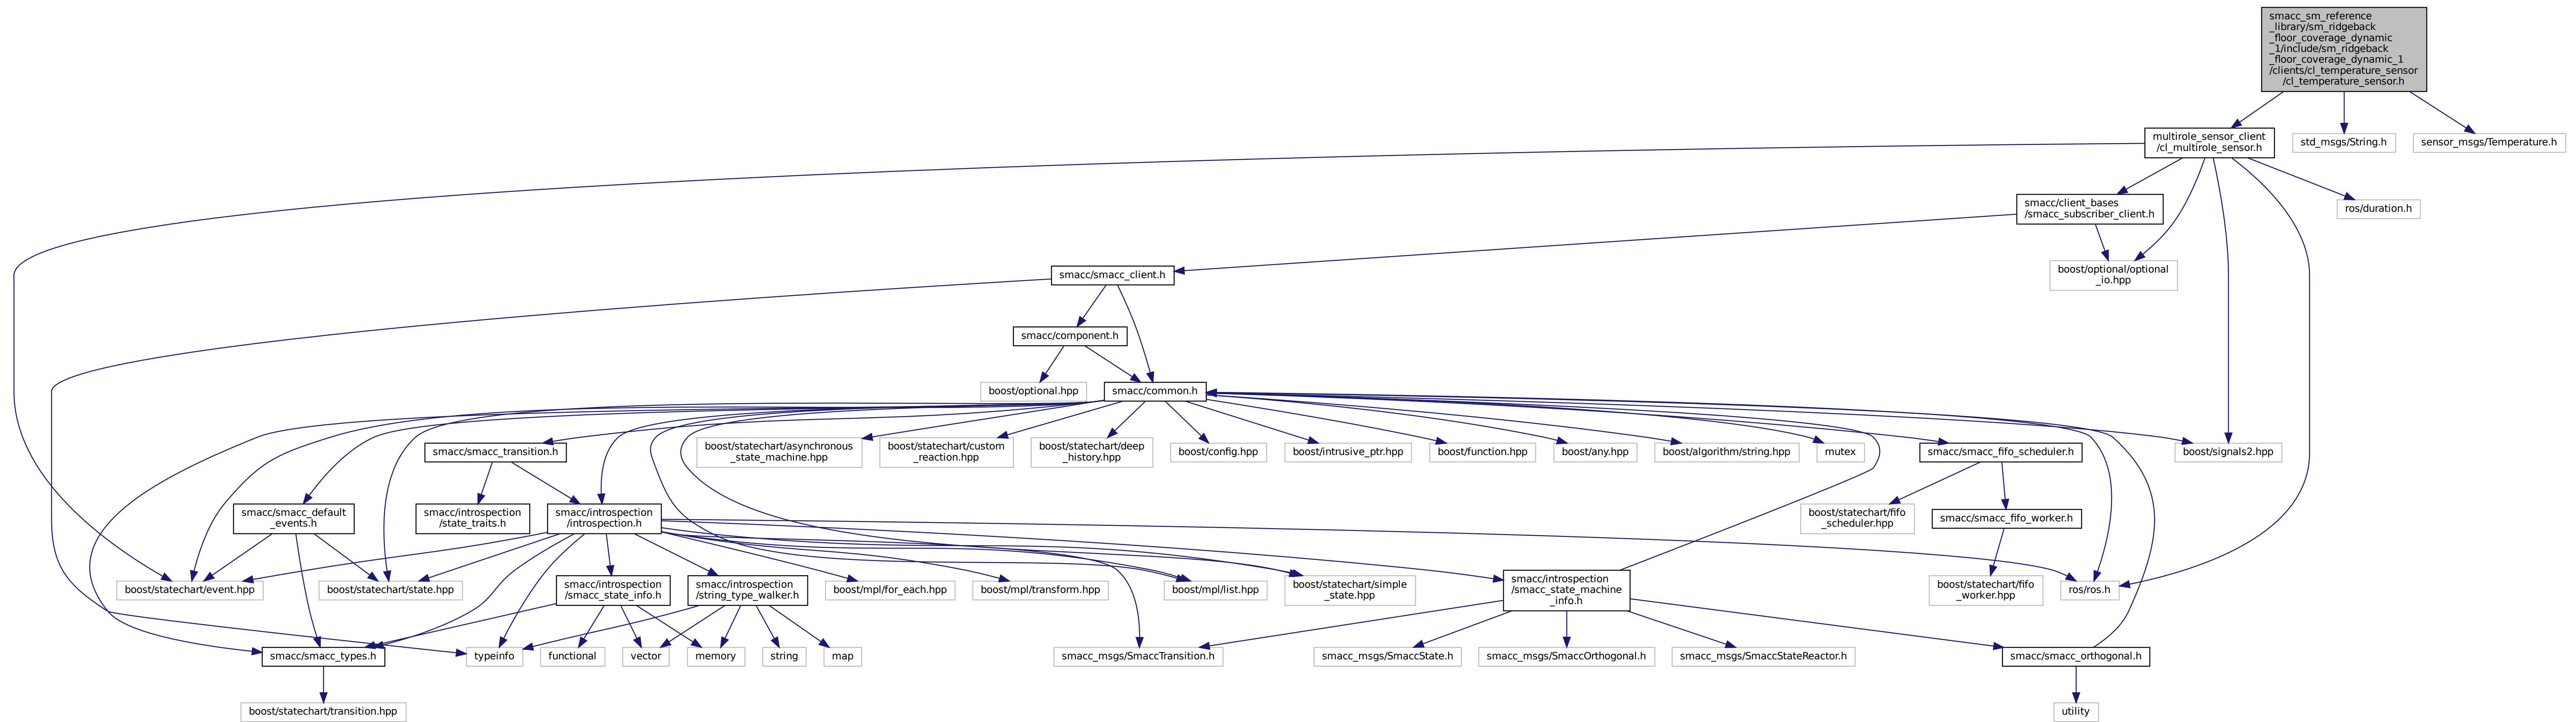 smacc_sm_reference
_library/sm_ridgeback
_floor_coverage_dynamic
_1/include/sm_ridgeback
_floor_coverage_dynamic_1
/clients/cl_temperature_sensor
/cl_temperature_sensor.h
multirole_sensor_client
/cl_multirole_sensor.h
std_msgs/String.h
sensor_msgs/Temperature.h
smacc/client_bases
/smacc_subscriber_client.h
ros/duration.h
smacc/smacc_client.h
boost/optional/optional
_io.hpp
smacc/component.h
boost/optional.hpp
smacc/common.h
smacc/smacc_transition.h
boost/statechart/asynchronous
_state_machine.hpp
boost/statechart/custom
_reaction.hpp
boost/statechart/deep
_history.hpp
boost/config.hpp
boost/intrusive_ptr.hpp
boost/function.hpp
boost/any.hpp
boost/algorithm/string.hpp
mutex
smacc/smacc_fifo_scheduler.h
boost/signals2.hpp
smacc/smacc_default
_events.h
smacc/introspection
/state_traits.h
smacc/introspection
/introspection.h
boost/statechart/fifo
_scheduler.hpp
smacc/smacc_fifo_worker.h
boost/statechart/event.hpp
boost/statechart/state.hpp
smacc/introspection
/smacc_state_info.h
smacc/introspection
/string_type_walker.h
boost/mpl/for_each.hpp
boost/mpl/transform.hpp
boost/mpl/list.hpp
boost/statechart/simple
_state.hpp
smacc/introspection
/smacc_state_machine
_info.h
boost/statechart/fifo
_worker.hpp
ros/ros.h
smacc/smacc_types.h
typeinfo
functional
vector
memory
string
map
smacc_msgs/SmaccTransition.h
smacc_msgs/SmaccState.h
smacc_msgs/SmaccOrthogonal.h
smacc_msgs/SmaccStateReactor.h
smacc/smacc_orthogonal.h
boost/statechart/transition.hpp
utility